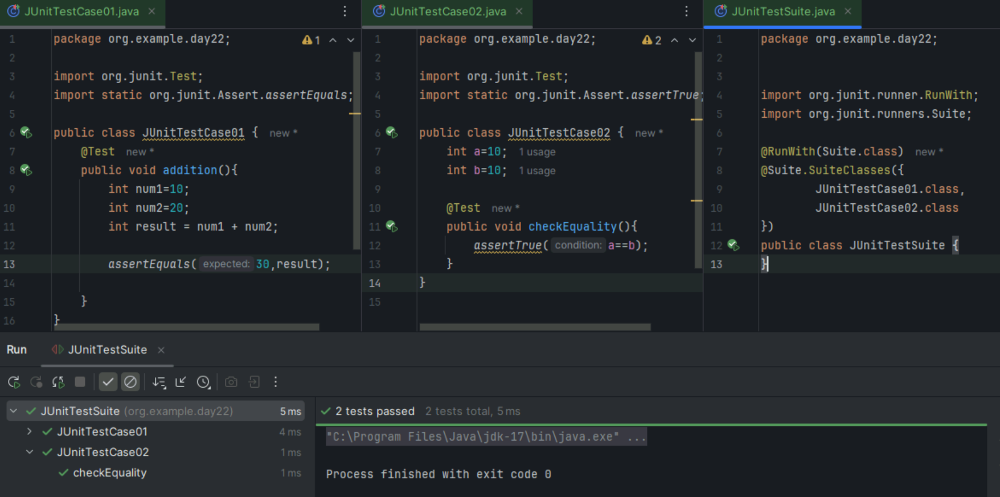 JUnitTestCase01.java
1 package org.example.day22; 1
2
3 import org.junit.Test;
4 import static org.junit.Assert.assertEquals;
5
6 public class JUnitTestCase01 { new *
7 @Test new *
8 public void addition(){
9 int num1=10;
10 int num2=20;
11 int result = num1 + num2;
12
13 assertEquals( expected: 30,result);
14
15 }
16 }
JUnitTestCase02.java
1 package org.example.day22; 2
2
3 import org.junit.Test;
4 import static org.junit.Assert.assertTrue;
5
6 public class JUnitTestCase02 { new *
7 int a=10; 1 usage
8 int b=10; 1 usage
9
10 @Test new *
11 public void checkEquality(){
12 assertTrue( condition: a==b);
13 }
14 }
15
JUnitTestSuite.java
1 package org.example.day22;
2
3
4 import org.junit.runner.RunWith;
5 import org.junit.runners.Suite;
6
7 @RunWith(Suite.class) new *
8 @Suite.SuiteClasses({
9 JUnitTestCase01.class,
10 JUnitTestCase02.class
11 })
12 public class JUnitTestSuite {
13 }
Run JUnitTestSuite
JUnitTestSuite (org.example.day22) 5 ms
JUnitTestCase01 4 ms
JUnitTestCase02 1 ms
checkEquality 1 ms
2 tests passed 2 tests total, 5 ms
"C:\Program Files\Java\jdk-17\bin\java.exe" ...
Process finished with exit code 0